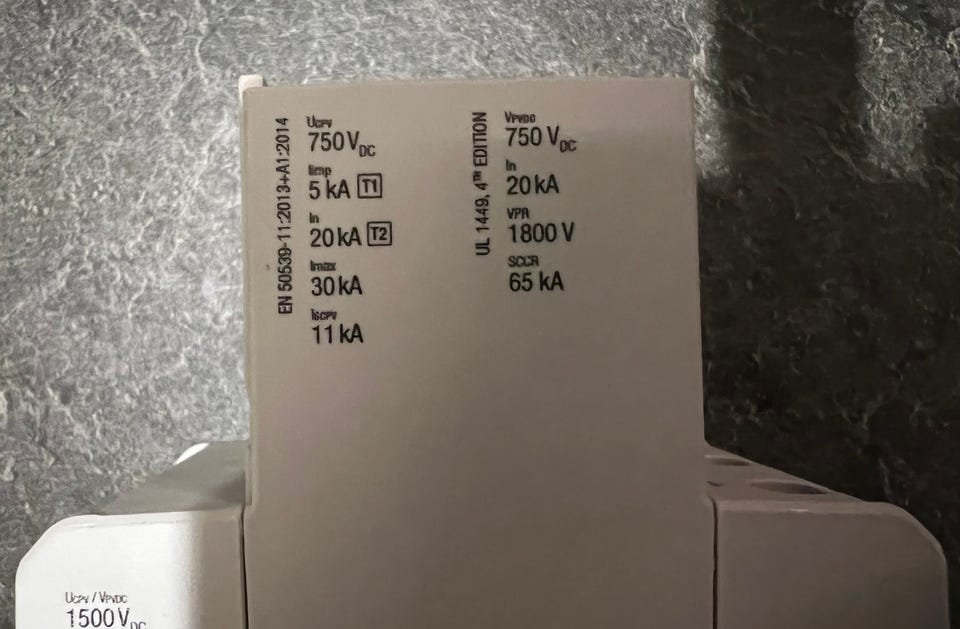 EN 50539-11:2013+A1:2014
UCPV
750 VDC
Iimp
5 kA T1
In
20 kA T2
Imax
30 kA
ISCPV
11 kA
UL 1449, 4TH EDITION
VPVDC
750 VDC
In
20 kA
VPR
1800 V
SCCR
65 kA
UCPV / VPVDC
1500 VDC